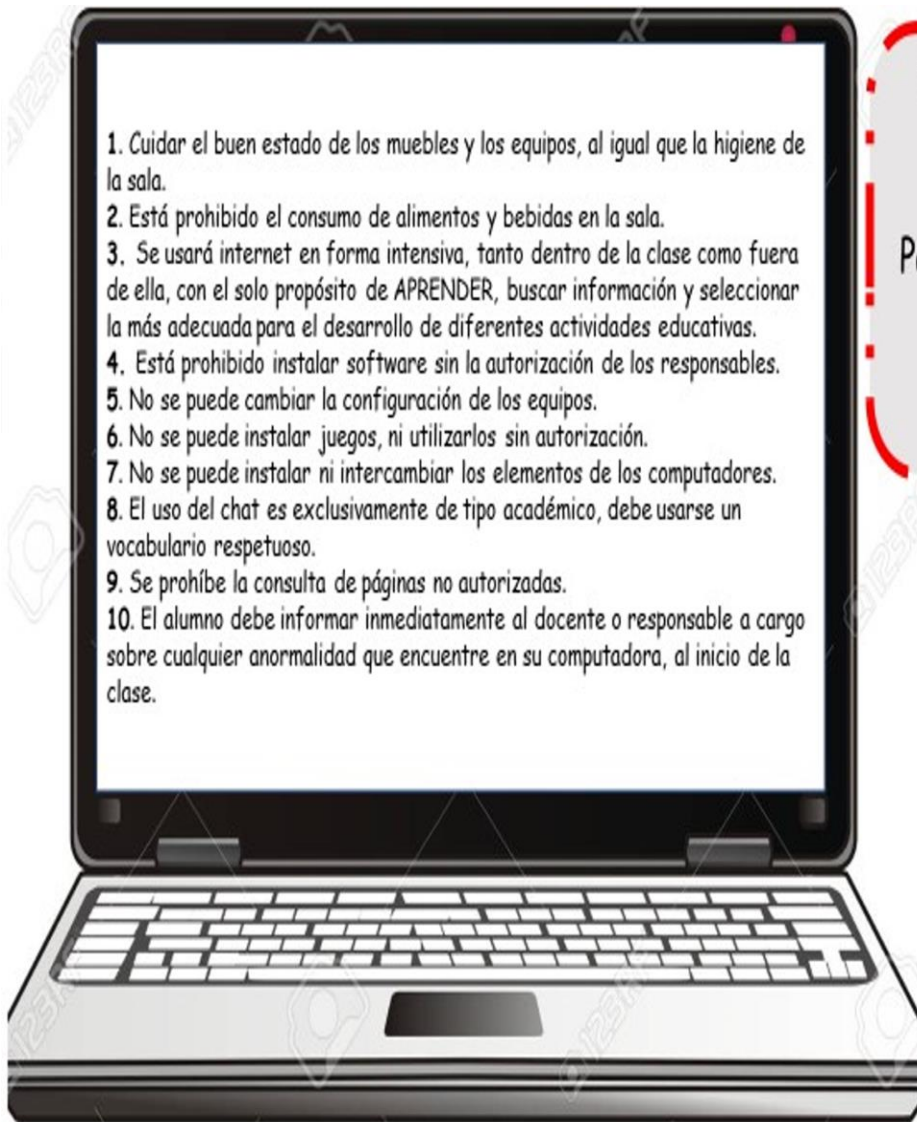 1. Cuidar el buen estado de los muebles y los equipos, al igual que la higiene de
la sala.
2. Está prohibido el consumo de alimentos y bebidas en la sala.
3. Se usará internet en forma intensiva, tanto dentro de la clase como fuera
de ella, con el solo propósito de APRENDER, buscar información y seleccionar
la más adecuada para el desarrollo de diferentes actividades educativas.
4. Está prohibido instalar software sin la autorización de los responsables.
5. No se puede cambiar la configuración de los equipos.
6. No se puede instalar juegos, ni utilizarlos sin autorización.
7. No se puede instalar ni intercambiar los elementos de los computadores.
8. El uso del chat es exclusivamente de tipo académico, debe usarse un
vocabulario respetuoso.
9. Se prohíbe la consulta de páginas no autorizadas.
10. El alumno debe informar inmediatamente al docente o responsable a cargo
sobre cualquier anormalidad que encuentre en su computadora, al inicio de la
clase.